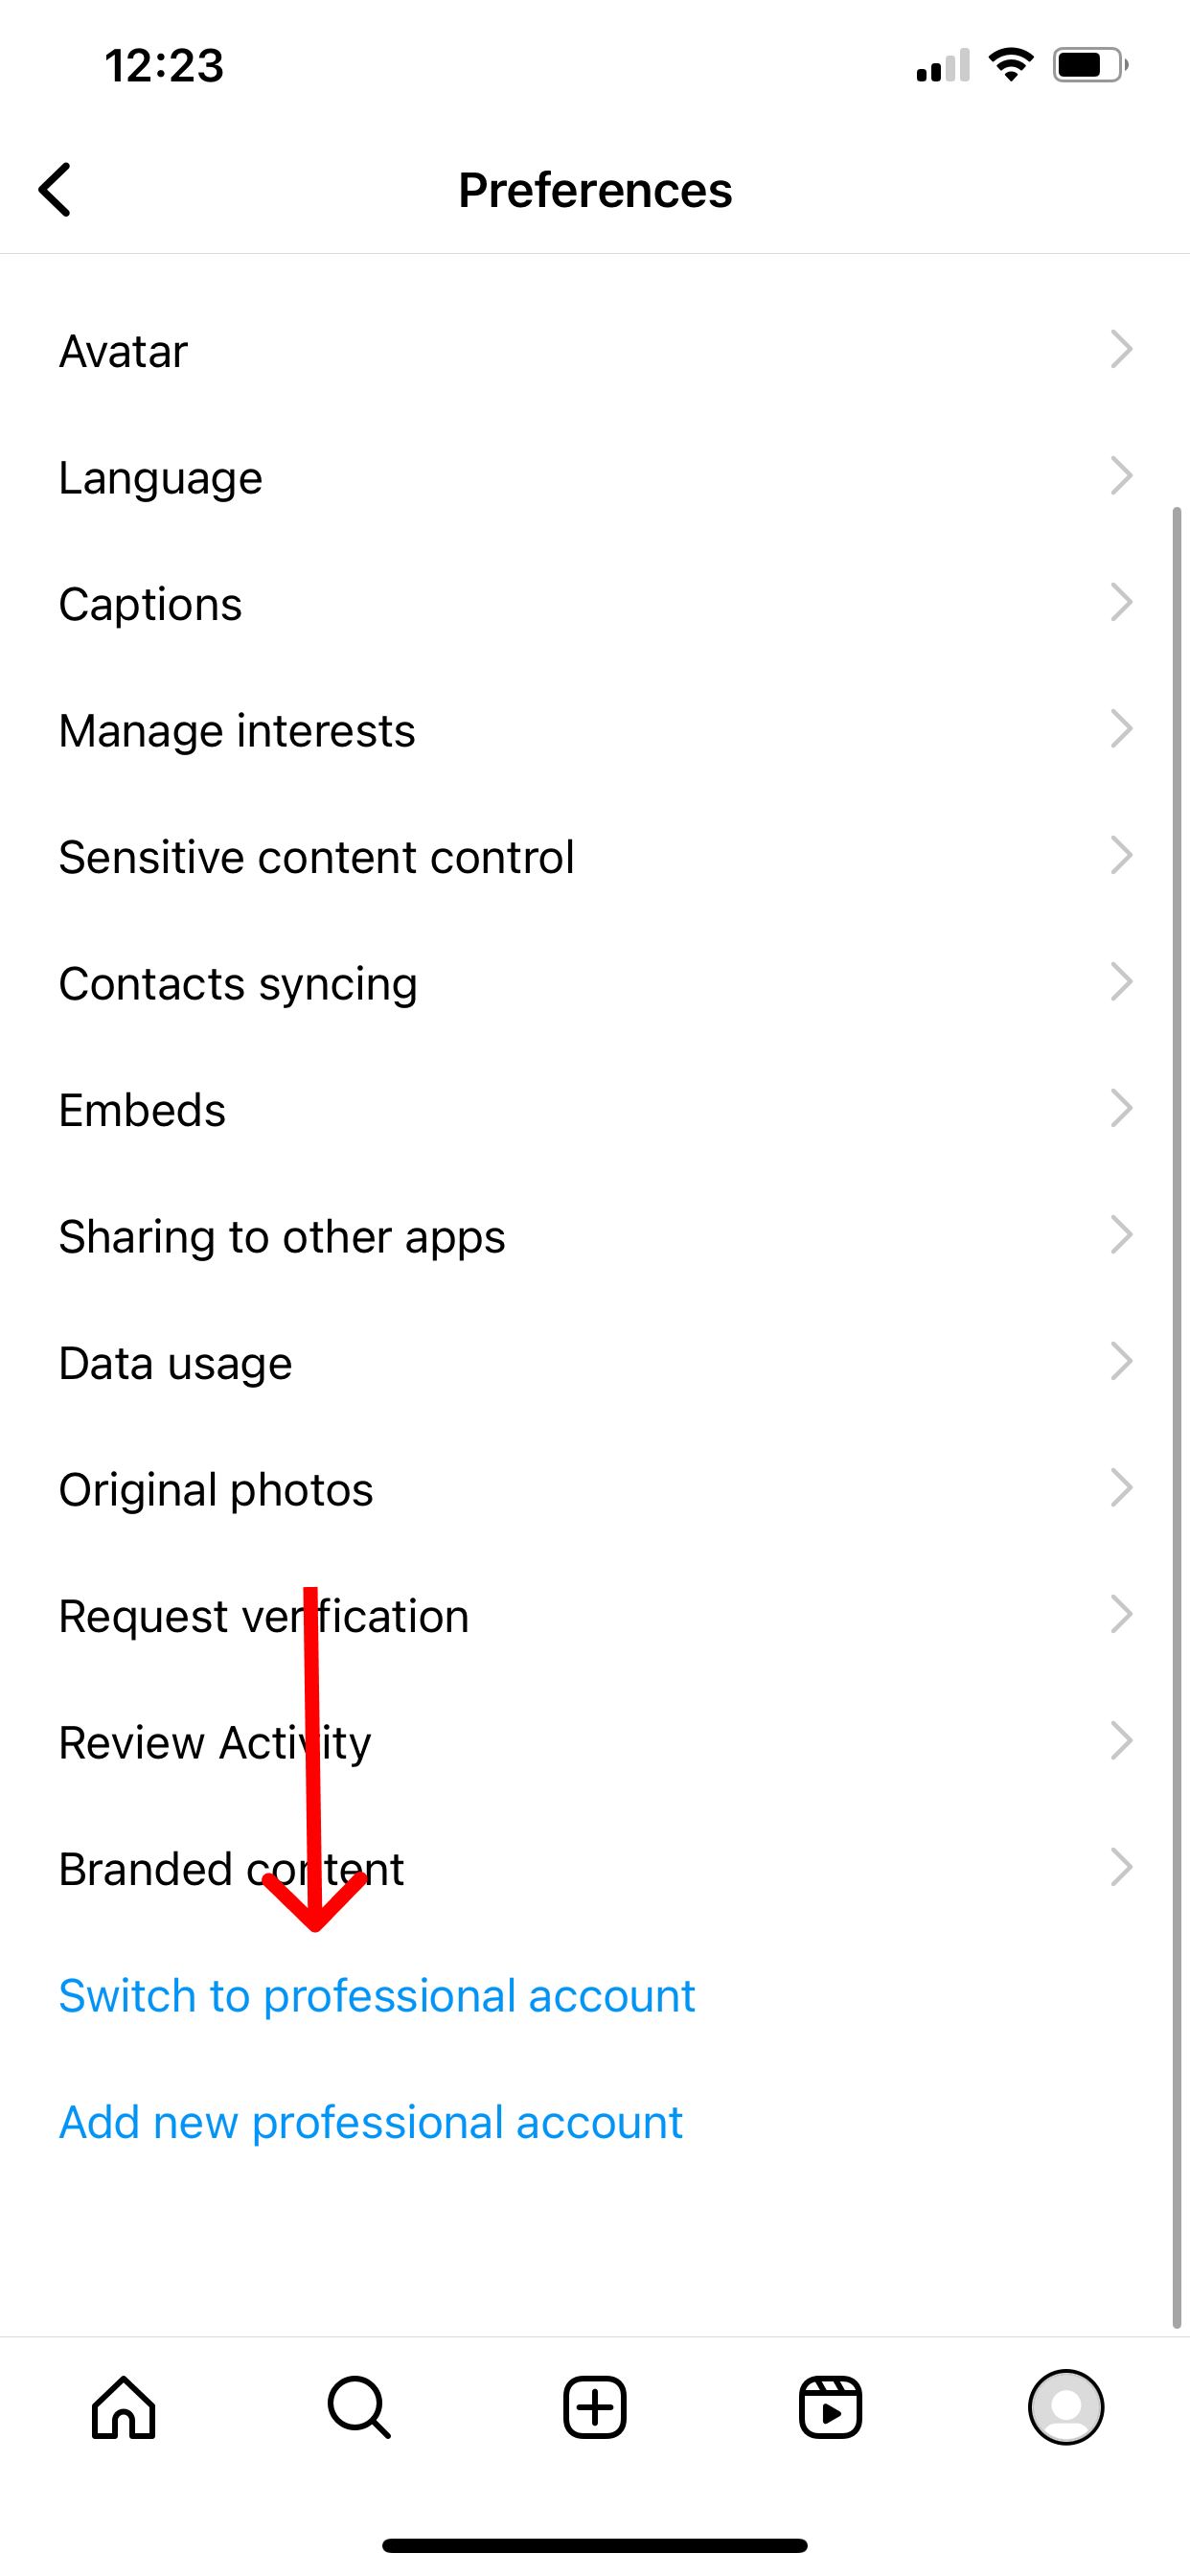 12:23
Preferences
Avatar
Language
Captions
Manage interests
Sensitive content control
Contacts syncing
Embeds
Sharing to other apps
Data usage
Original photos
Request verification
Review Activity
Branded content
Switch to professional account
Add new professional account